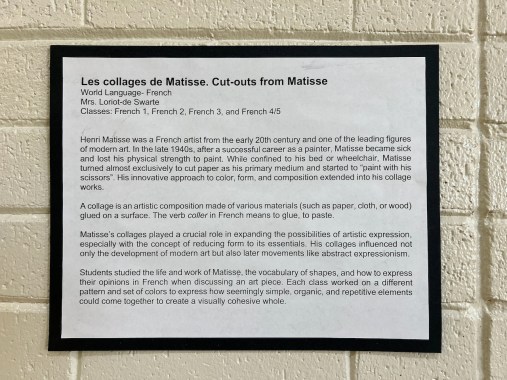 Les collages de Matisse. Cut-outs from Matisse
World Language- French
Mrs. Loriot-de Swarte
Classes: French 1, French 2, French 3, and French 4/5
Henri Matisse was a French artist from the early 20th century and one of the leading figures
of modern art. In the late 1940s, after a successful career as a painter, Matisse became sick
and lost his physical strength to paint. While confined to his bed or wheelchair, Matisse
turned almost exclusively to cut paper as his primary medium and started to "paint with his
scissors". His innovative approach to color, form, and composition extended into his collage
works.
A collage is an artistic composition made of various materials (such as paper, cloth, or wood)
glued on a surface. The verb coller in French means to glue, to paste.
Matisse's collages played a crucial role in expanding the possibilities of artistic expression,
especially with the concept of reducing form to its essentials. His collages influenced not
only the development of modern art but also later movements like abstract expressionism.
Students studied the life and work of Matisse, the vocabulary of shapes, and how to express
their opinions in French when discussing an art piece. Each class worked on a different
pattern and set of colors to express how seemingly simple, organic, and repetitive elements
could come together to create a visually cohesive whole.